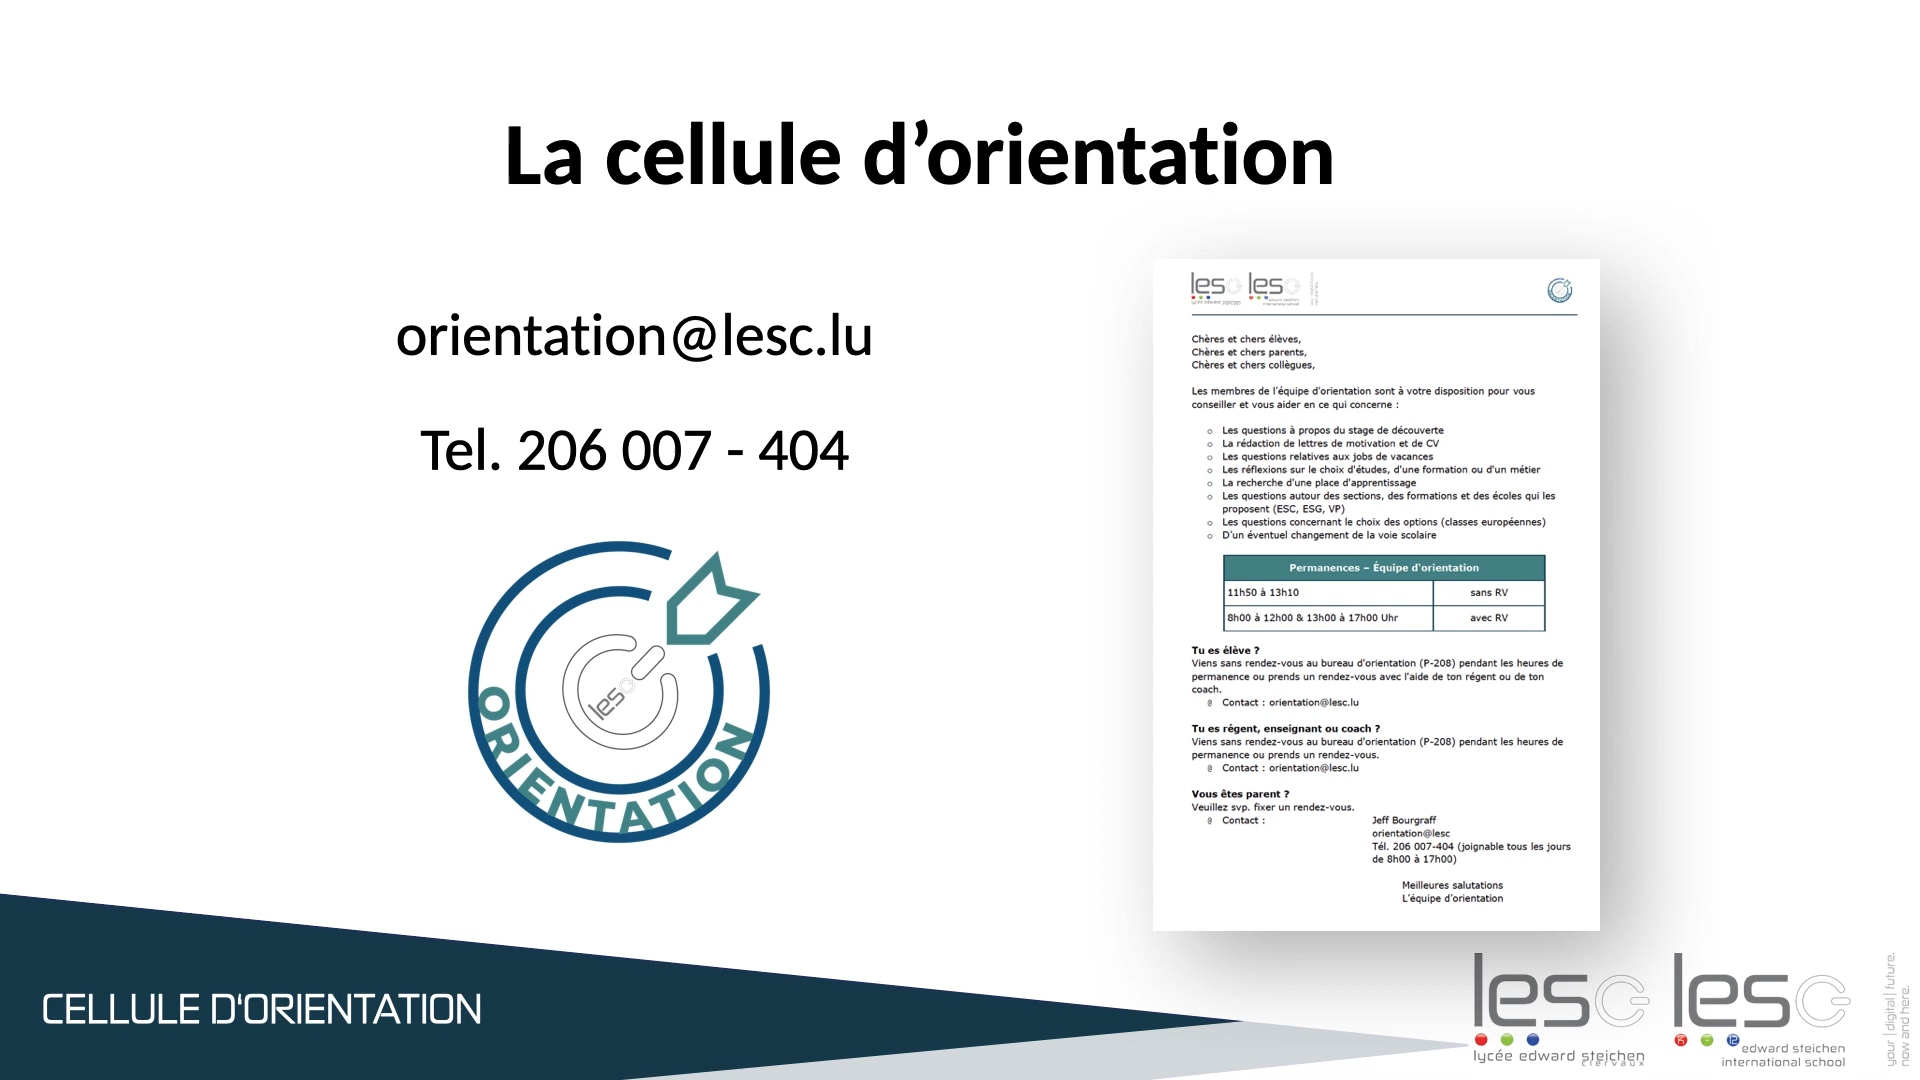 La cellule d’orientation
orientation@lesc.lu
Tel. 206 007 - 404
lesc
ORIENTATION
lesc lesc
lycée edward steichen
international school
Chères et chers élèves,
Chères et chers parents,
Chères et chers collègues,
Les membres de l’équipe d'orientation sont à votre disposition pour vous
conseiller et vous aider en ce qui concerne :
o Les questions à propos du stage de découverte
o La rédaction de lettres de motivation et de CV
o Les questions relatives aux jobs de vacances
o Les réflexions sur le choix d'études, d'une formation ou d'un métier
o La recherche d'une place d'apprentissage
o Les questions autour des sections, des formations et des écoles qui les
proposent (ESC, ESG, VP)
o Les questions concernant le choix des options (classes européennes)
o D’un éventuel changement de la voie scolaire
Permanences – Équipe d'orientation
11h50 à 13h10 sans RV
8h00 à 12h00 & 13h00 à 17h00 Uhr avec RV
Tu es élève ?
Viens sans rendez-vous au bureau d'orientation (P-208) pendant les heures de
permanence ou prends un rendez-vous avec l'aide de ton régent ou de ton
coach.
@ Contact : orientation@lesc.lu
Tu es régent, enseignant ou coach ?
Viens sans rendez-vous au bureau d'orientation (P-208) pendant les heures de
permanence ou prends un rendez-vous.
@ Contact : orientation@lesc.lu
Vous êtes parent ?
Veuillez svp. fixer un rendez-vous.
@ Contact : Jeff Bourgraff
orientation@lesc
Tél. 206 007-404 (joignable tous les jours
de 8h00 à 17h00)
Meilleures salutations
L’équipe d’orientation
CELLULE D'ORIENTATION
lesc
lycée edward steichen
clervaux
lesc
edward steichen
international school
your | digital | future.
now and here.